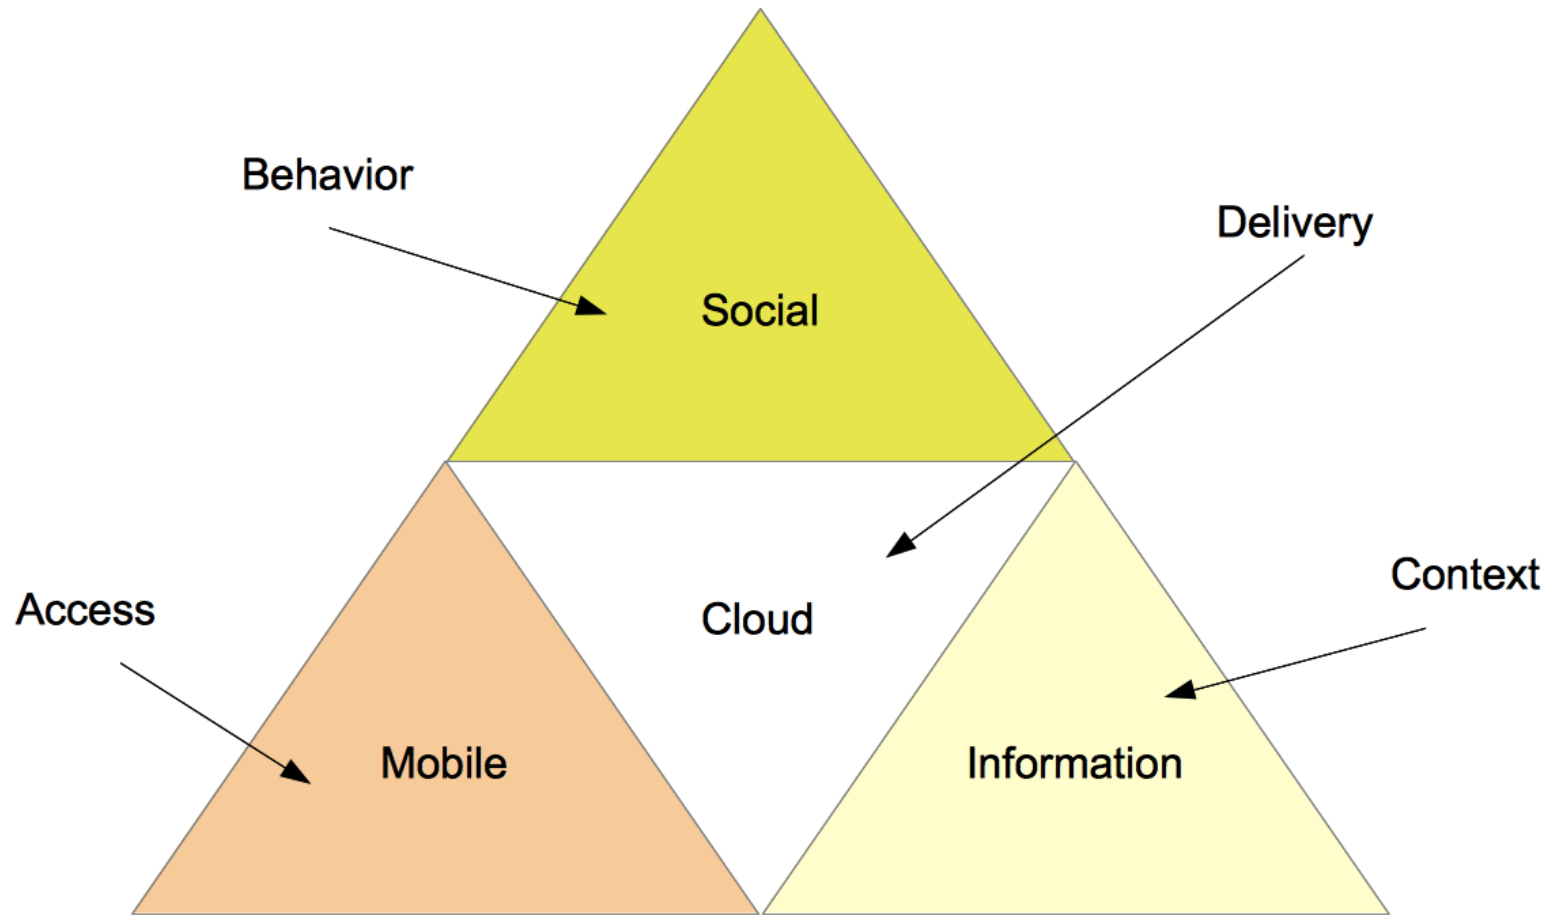 Behavior
Delivery
Social
Context
Access
Cloud
Mobile
Information